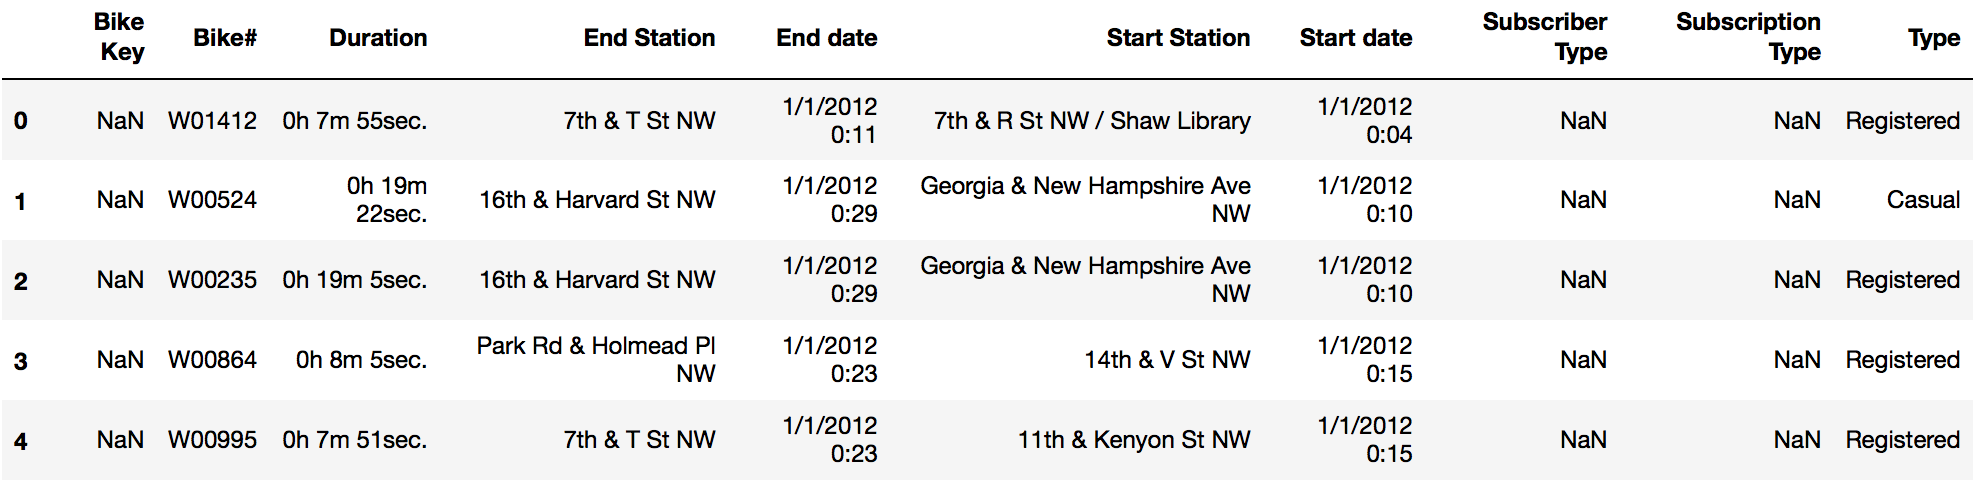 Bike Key Bike# Duration End Station End date Start Station Start date Subscriber Type Subscription Type Type
0 NaN W01412 0h 7m 55sec. 7th & T St NW 1/1/2012 0:11 7th & R St NW / Shaw Library 1/1/2012 0:04 NaN NaN Registered
1 NaN W00524 0h 19m 22sec. 16th & Harvard St NW 1/1/2012 0:29 Georgia & New Hampshire Ave NW 1/1/2012 0:10 NaN NaN Casual
2 NaN W00235 0h 19m 5sec. 16th & Harvard St NW 1/1/2012 0:29 Georgia & New Hampshire Ave NW 1/1/2012 0:10 NaN NaN Registered
3 NaN W00864 0h 8m 5sec. Park Rd & Holmead Pl NW 1/1/2012 0:23 14th & V St NW 1/1/2012 0:15 NaN NaN Registered
4 NaN W00995 0h 7m 51sec. 7th & T St NW 1/1/2012 0:23 11th & Kenyon St NW 1/1/2012 0:15 NaN NaN Registered